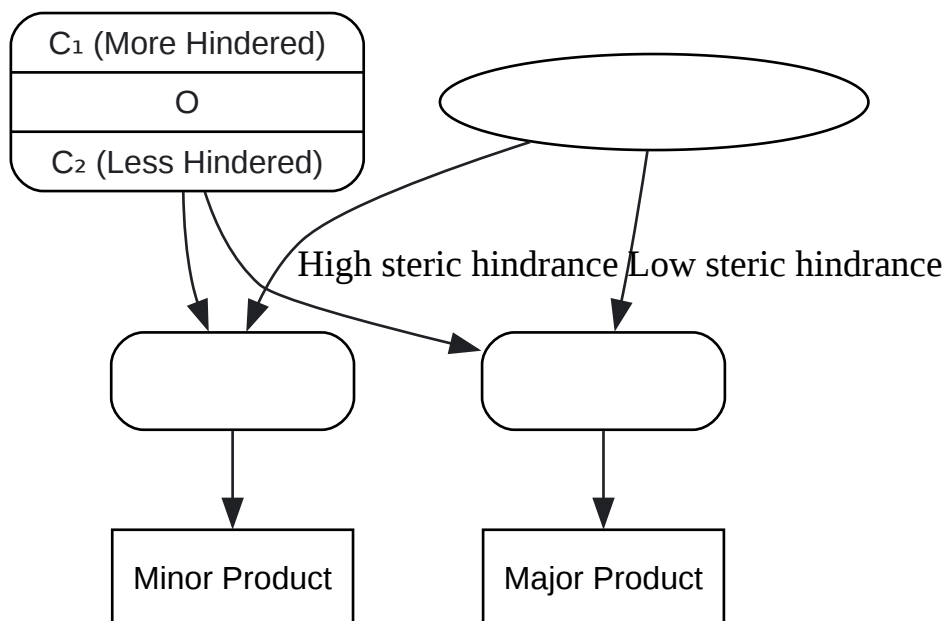 C₁ (More Hindered)
O
C₂ (Less Hindered)
High steric hindrance
Low steric hindrance
Minor Product
Major Product